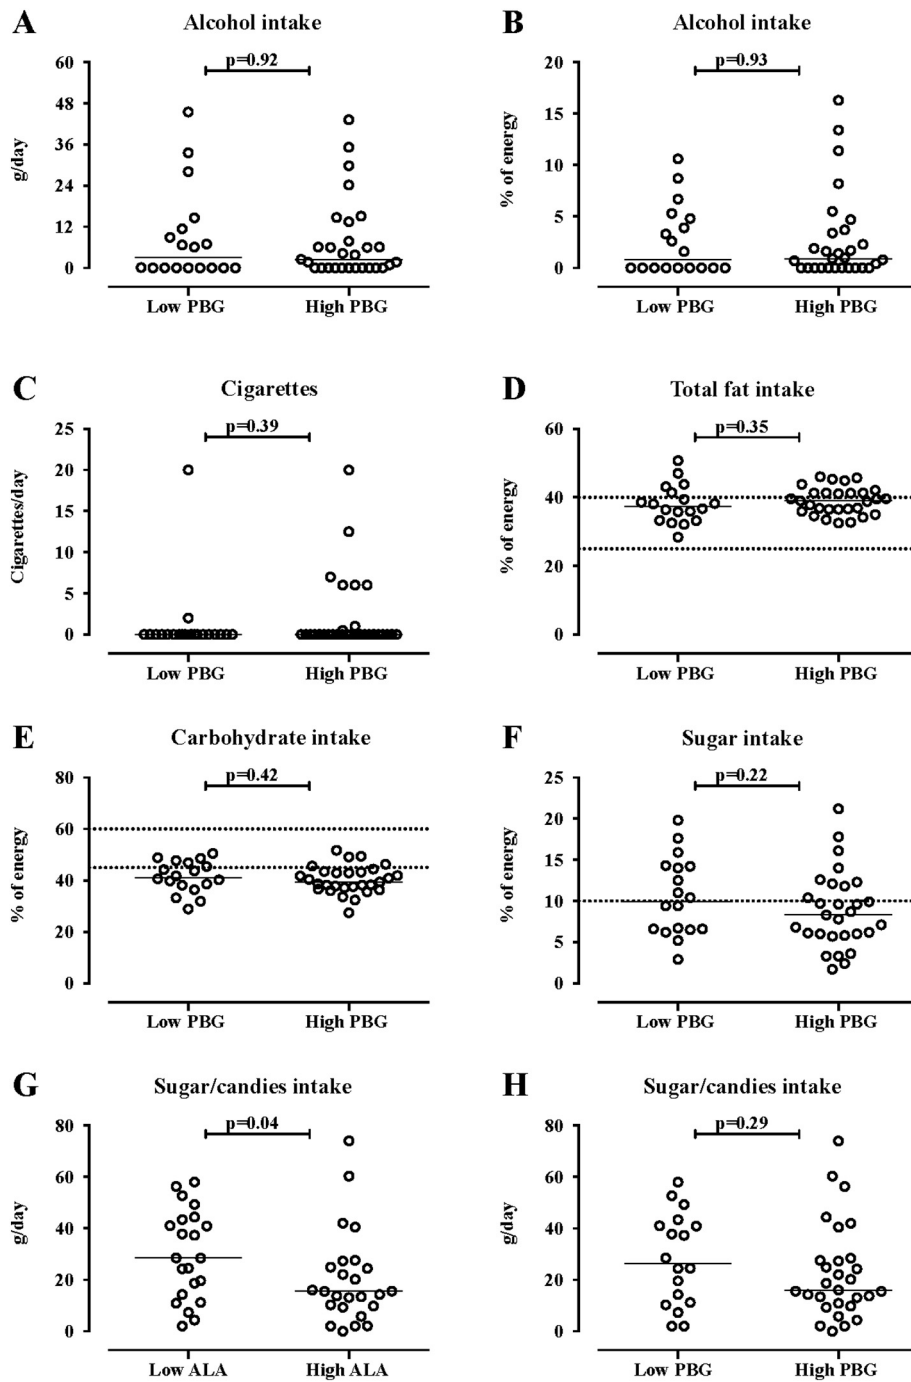 A Alcohol intake
p=0.92
60
48
36
24
12
0
g/day
Low PBG High PBG
B Alcohol intake
p=0.93
20
15
10
5
0
% of energy
Low PBG High PBG
C Cigarettes
p=0.39
25
20
15
10
5
0
Cigarettes/day
Low PBG High PBG
D Total fat intake
p=0.35
60
40
20
0
% of energy
Low PBG High PBG
E Carbohydrate intake
p=0.42
80
60
40
20
0
% of energy
Low PBG High PBG
F Sugar intake
p=0.22
25
20
15
10
5
0
% of energy
Low PBG High PBG
G Sugar/candies intake
p=0.04
80
60
40
20
0
g/day
Low ALA High ALA
H Sugar/candies intake
p=0.29
80
60
40
20
0
g/day
Low PBG High PBG